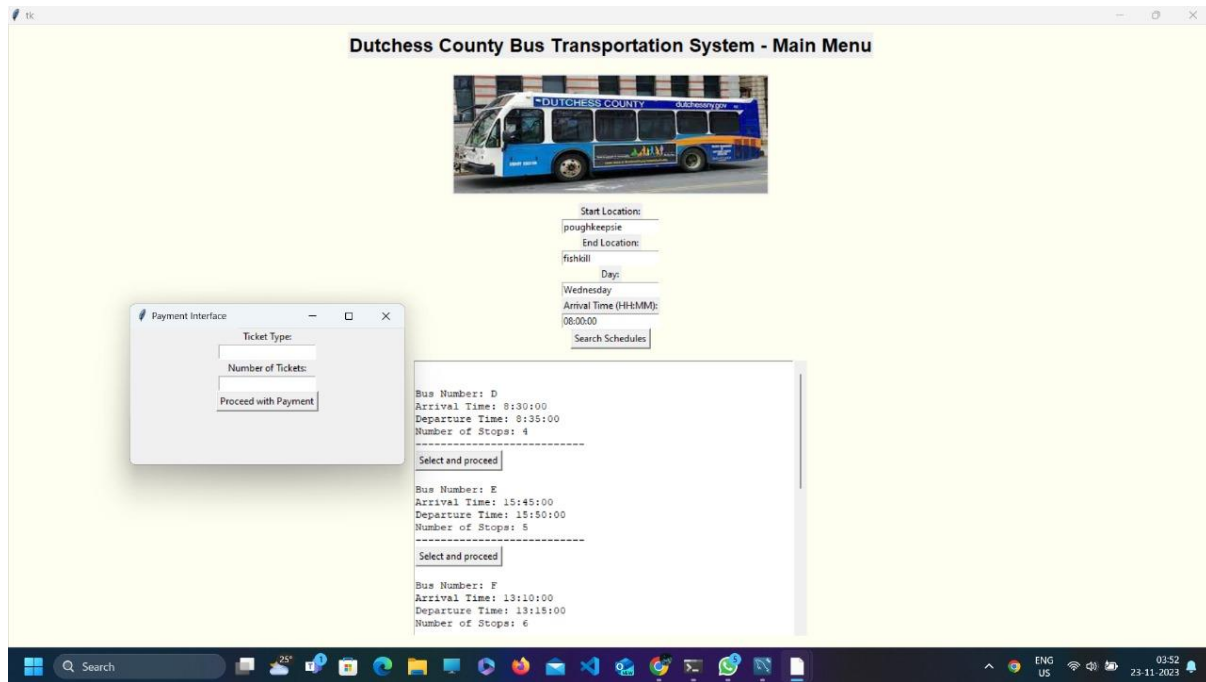 tk
Dutchess County Bus Transportation System - Main Menu
DUTCHESS COUNTY
dutchessny.gov
Start Location:
poughkeepsie
End Location:
fishkill
Day:
Wednesday
Arrival Time (HH:MM):
08:00:00
Search Schedules
Payment Interface
Ticket Type:
Number of Tickets:
Proceed with Payment
Bus Number: D
Arrival Time: 8:30:00
Departure Time: 8:35:00
Number of Stops: 4
---------------------------
Select and proceed
Bus Number: E
Arrival Time: 15:45:00
Departure Time: 15:50:00
Number of Stops: 5
---------------------------
Select and proceed
Bus Number: F
Arrival Time: 13:10:00
Departure Time: 13:15:00
Number of Stops: 6
Search
25°
ENG
US
03:52
23-11-2023